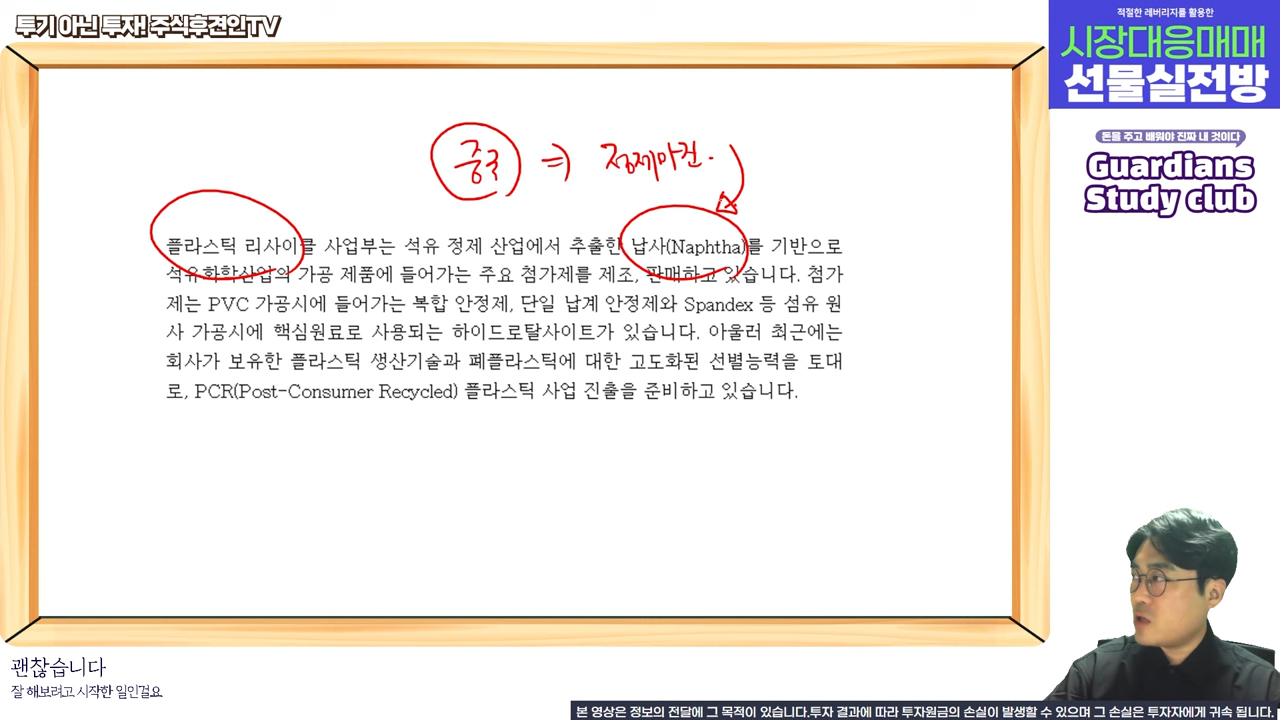 투기 아닌 투자! 주식후견인TV
적절한 레버리지를 활용한
시장대응매매
선물실전방
돈을 주고 배워야 진짜 내 것이다
Guardians
Study club
중국 ⇒ 정제마진.
플라스틱 리사이클 사업부는 석유 정제 산업에서 추출한 납사(Naphtha)를 기반으로
석유화학산업의 가공 제품에 들어가는 주요 첨가제를 제조, 판매하고 있습니다. 첨가
제는 PVC 가공시에 들어가는 복합 안정제, 단일 납계 안정제와 Spandex 등 섬유 원
사 가공시에 핵심원료로 사용되는 하이드로탈사이트가 있습니다. 아울러 최근에는
회사가 보유한 플라스틱 생산기술과 폐플라스틱에 대한 고도화된 선별능력을 토대
로, PCR(Post-Consumer Recycled) 플라스틱 사업 진출을 준비하고 있습니다.
괜찮습니다
잘 해보려고 시작한 일인걸요
본 영상은 정보의 전달에 그 목적이 있습니다.투자 결과에 따라 투자원금의 손실이 발생할 수 있으며 그 손실은 투자자에게 귀속 됩니다.